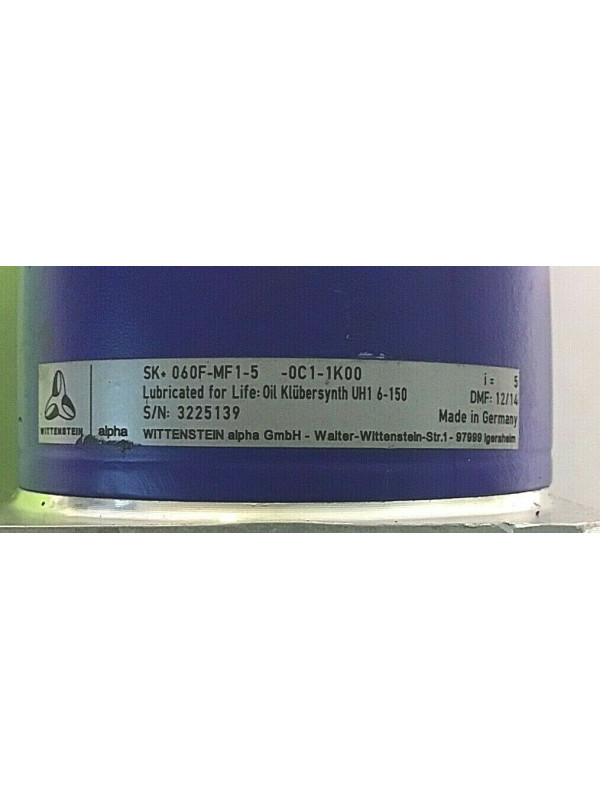 SK+ 060F-MF1-5 -0C1-1K00 i= 5
Lubricated for Life: Oil Klübersynth UH1 6-150 DMF: 12/14
S/N: 3225139 Made in Germany
WITTENSTEIN alpha WITTENSTEIN alpha GmbH - Walter-Wittenstein-Str.1 - 97999 Igersheim